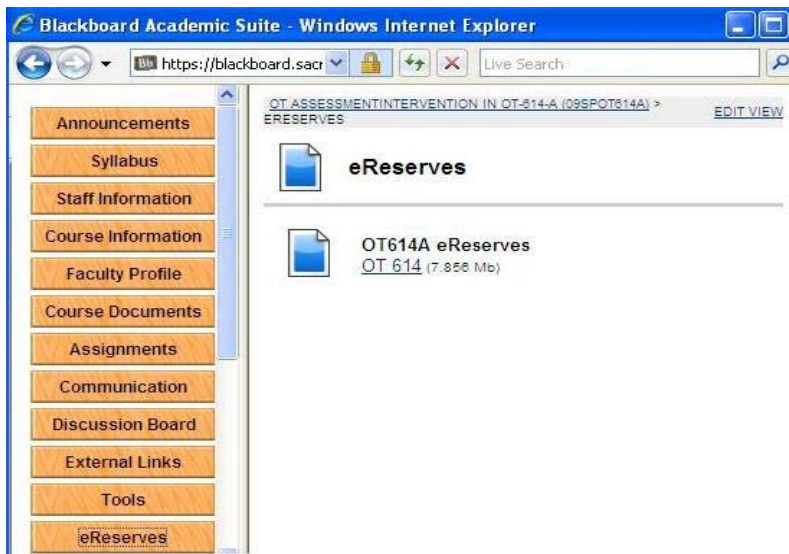 Blackboard Academic Suite - Windows Internet Explorer
Bb https://blackboard.sacr Live Search
OT ASSESSMENTINTERVENTION IN OT-614-A (09SPOT614A) >
ERESERVES
EDIT VIEW
Announcements
Syllabus
Staff Information
Course Information
Faculty Profile
Course Documents
Assignments
Communication
Discussion Board
External Links
Tools
eReserves
eReserves
OT614A eReserves
OT 614 (7.856 Mb)